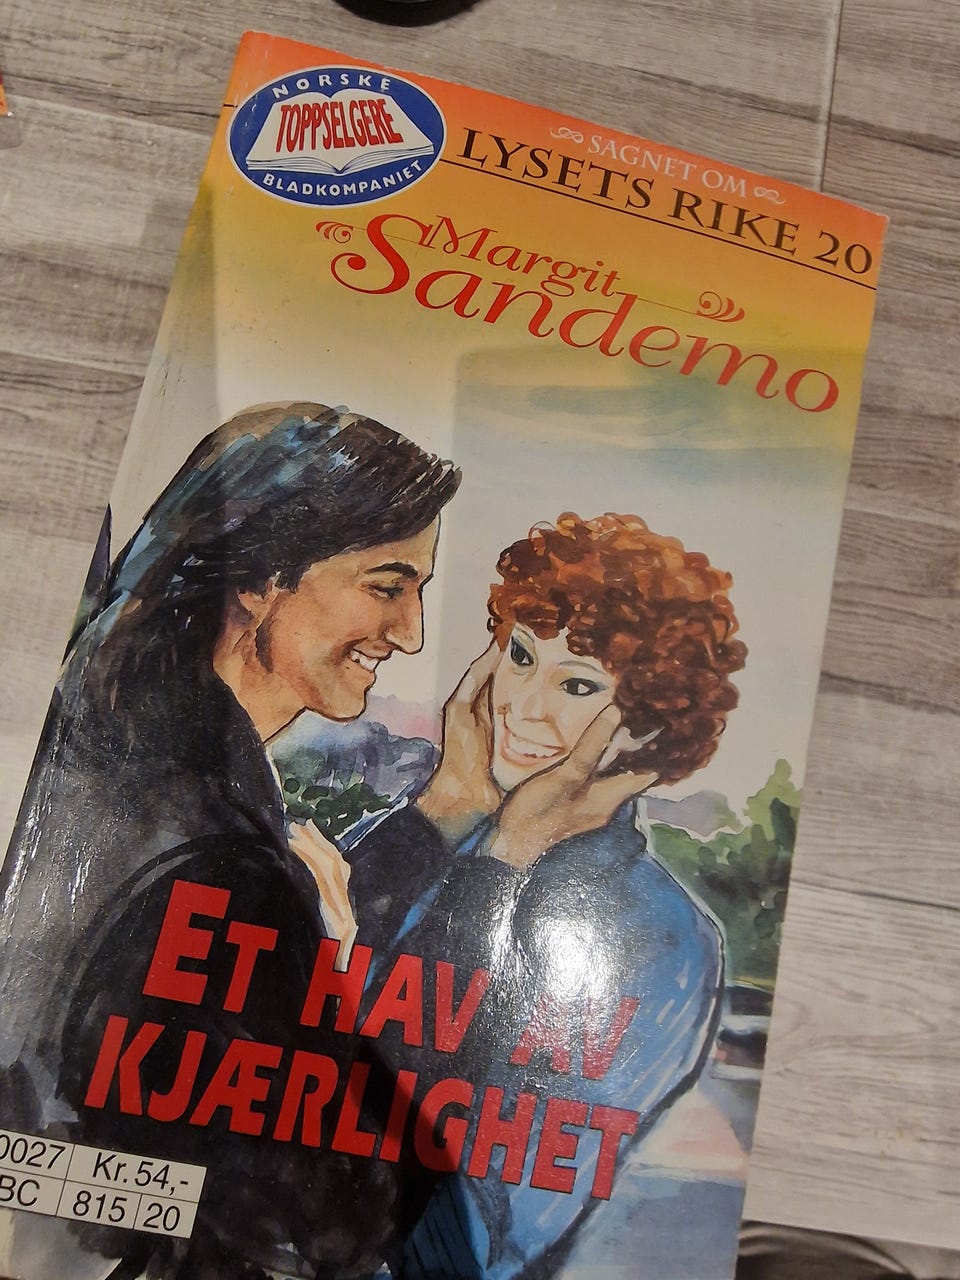 NORSKE
TOPPSELGERE
BLADKOMPANIET
SAGNET OM
LYSETS RIKE 20
Margit
Sandemo
ET HAV AV
KJÆRLIGHET
0027 Kr.54,-
BC 815 20